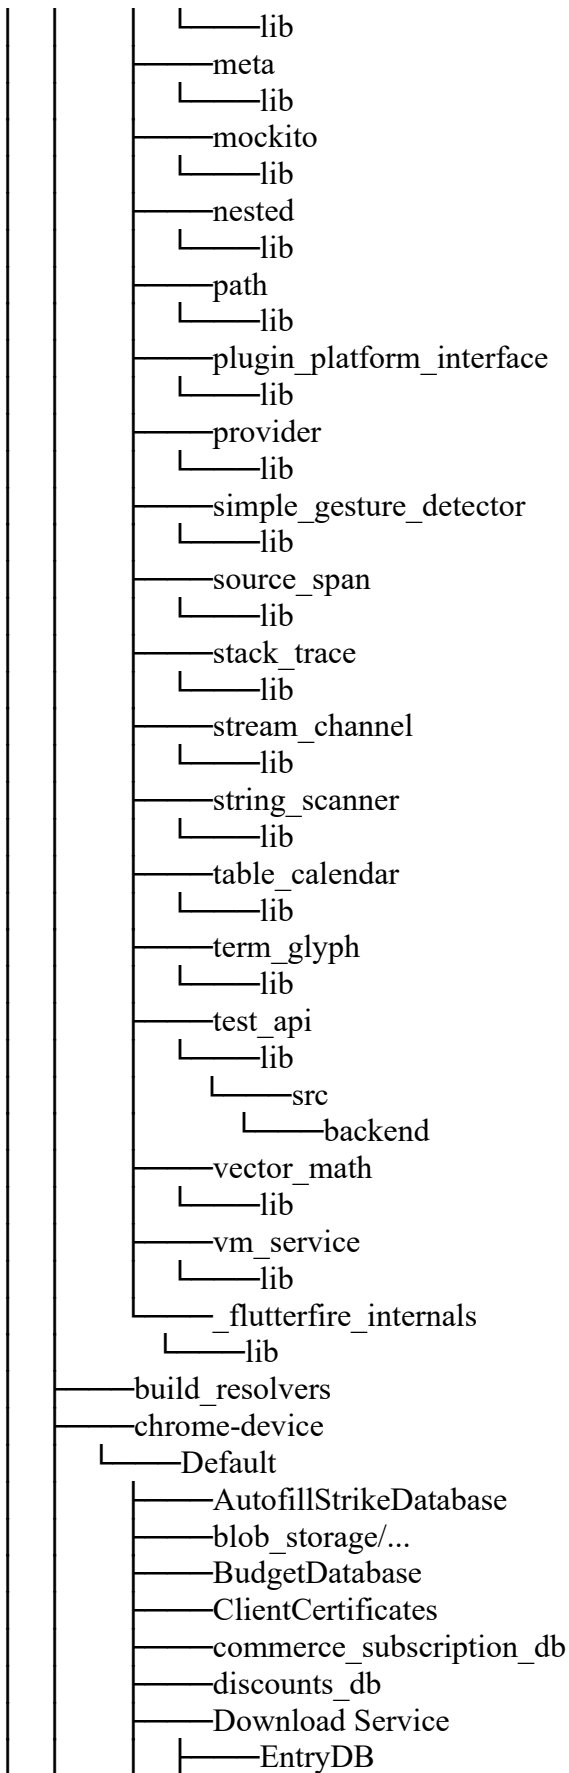 lib
meta
lib
mockito
lib
nested
lib
path
lib
plugin_platform_interface
lib
provider
lib
simple_gesture_detector
lib
source_span
lib
stack_trace
lib
stream_channel
lib
string_scanner
lib
table_calendar
lib
term_glyph
lib
test_api
lib
src
backend
vector_math
lib
vm_service
lib
_flutterfire_internals
lib
build_resolvers
chrome-device
Default
AutofillStrikeDatabase
blob_storage/...
BudgetDatabase
ClientCertificates
commerce_subscription_db
discounts_db
Download Service
EntryDB